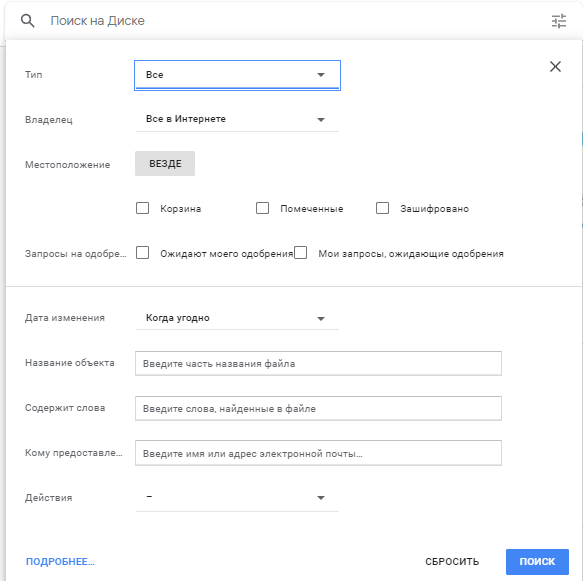 Поиск на Диске
Тип
Все
Владелец
Все в Интернете
Местоположение
ВЕЗДЕ
Корзина
Помеченные
Зашифровано
Запросы на одобре...
Ожидают моего одобрения
Мои запросы, ожидающие одобрения
Дата изменения
Когда угодно
Название объекта
Введите часть названия файла
Содержит слова
Введите слова, найденные в файле
Кому предоставле...
Введите имя или адрес электронной почты...
Действия
–
ПОДРОБНЕЕ...
СБРОСИТЬ
ПОИСК